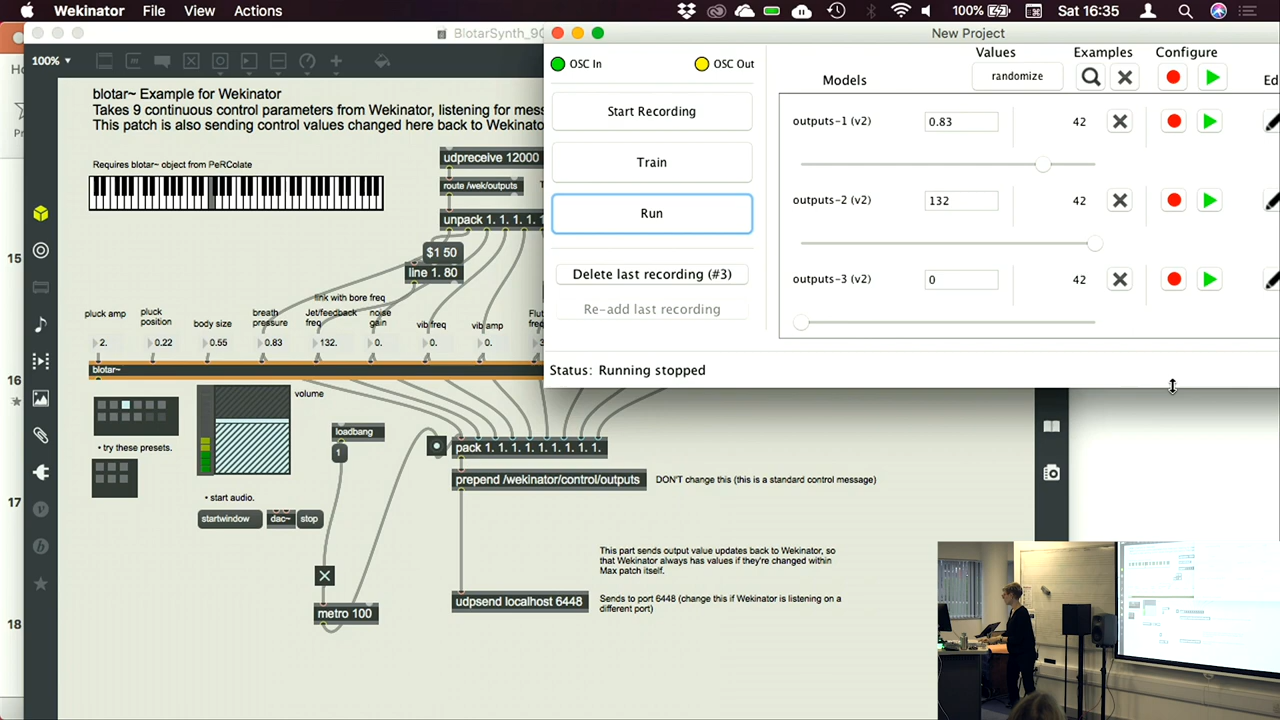 Wekinator File View Actions
100% Sat 16:35
BlotarSynth_9
New Project
100%
blotar~ Example for Wekinator
Takes 9 continuous control parameters from Wekinator, listening for
This patch is also sending control values changed here back to Wekinator
Requires blotar~ object from PeRColate
udpreceive 12000
route /wek/outputs
unpack 1. 1. 1. 1.
$1 50
line 1. 80
link with bore freq
pluck amp
pluck position
body size
breath pressure
Jet/feedback freq
noise gain
vib freq
vib amp
2.
0.22
0.55
0.83
132.
0.
0.
0.
blotar~
volume
• try these presets.
loadbang
1
• start audio.
startwindow
dac~
stop
metro 100
pack 1. 1. 1. 1. 1. 1. 1. 1. 1.
prepend /wekinator/control/outputs
DON'T change this (this is a standard control message)
This part sends output value updates back to Wekinator, so
that Wekinator always has values if they're changed within
Max patch itself.
udpsend localhost 6448
Sends to port 6448 (change this if Wekinator is listening on a
different port)
15
16
17
18
OSC In
OSC Out
Start Recording
Train
Run
Delete last recording (#3)
Re-add last recording
Status: Running stopped
Models
Values
Examples
Configure
randomize
outputs-1 (v2)
0.83
42
outputs-2 (v2)
132
42
outputs-3 (v2)
0
42